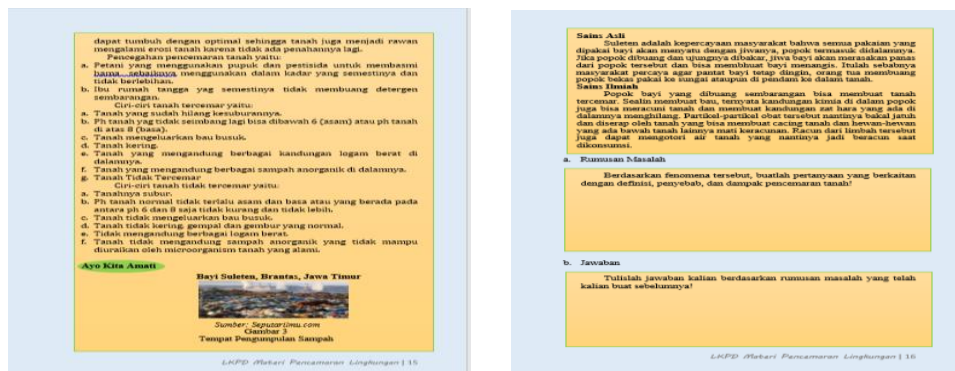 dapat tumbuh dengan optimal sehingga tanah juga menjadi rawan
mengalami erosi tanah karena tidak ada penahannya lagi.
Pencegahan pencemaran tanah yaitu:
a. Petani yang menggunakan pupuk dan pestisida untuk membasmi
hama sebaiknya menggunakan dalam kadar yang semestinya dan
tidak berlebihan.
b. Ibu rumah tangga yag semestinya tidak membuang detergen
sembarangan.
Ciri-ciri tanah tercemar yaitu:
a. Tanah yang sudah hilang kesuburannya.
b. Ph tanah yag tidak seimbang lagi bisa dibawah 6 (asam) atau ph tanah
di atas 8 (basa).
c. Tanah mengeluarkan bau busuk.
d. Tanah kering.
e. Tanah yang mengandung berbagai kandungan logam berat di
dalamnya.
f. Tanah yang mengandung berbagai sampah anorganik di dalamnya.
g. Tanah Tidak Tercemar
Ciri-ciri tanah tidak tercemar yaitu:
a. Tanahnya subur.
b. Ph tanah normal tidak terlalu asam dan basa atau yang berada pada
antara ph 6 dan 8 saja tidak kurang dan tidak lebih.
c. Tanah tidak mengeluarkan bau busuk.
d. Tanah tidak kering, gempal dan gembur yang normal.
e. Tidak mengandung berbagai logam berat.
f. Tanah tidak mengandung sampah anorganik yang tidak mampu
diuraikan oleh microorganism tanah yang alami.
Ayo Kita Amati
Bayi Suleten, Brantas, Jawa Timur
Sumber: Seputarilmu.com
Gambar 3
Tempat Pengumpulan Sampah
LKPD Materi Pencamaran Lingkungan | 15
Sains Asli
Suleten adalah kepercayaan masyarakat bahwa semua pakaian yang
dipakai bayi akan menyatu dengan jiwanya, popok termasuk didalamnya.
Jika popok dibuang dan ujungnya dibakar, jiwa bayi akan merasakan panas
dari popok tersebut dan bisa membuat bayi menangis. Itulah sebabnya
masyarakat percaya agar pantat bayi tetap dingin, orang tua membuang
popok bekas pakai ke sungai ataupun di pendam ke dalam tanah.
Sains Ilmiah
Popok bayi yang dibuang sembarangan bisa membuat tanah
tercemar. Sealin membuat bau, ternyata kandungan kimia di dalam popok
juga bisa meracuni tanah dan membuat kandungan zat hara yang ada di
dalamnya menghilang. Partikel-partikel obat tersebut nantinya bakal jatuh
dan diserap oleh tanah yang bisa membuat cacing tanah dan hewan-hewan
yang ada bawah tanah lainnya mati keracunan. Racun dari limbah tersebut
juga dapat mengotori air tanah yang nantinya jadi beracun saat
dikonsumsi.
a. Rumusan Masalah
Berdasarkan fenomena tersebut, buatlah pertanyaan yang berkaitan
dengan definisi, penyebab, dan dampak pencemaran tanah!
b. Jawaban
Tulislah jawaban kalian berdasarkan rumusan masalah yang telah
kalian buat sebelumnya!
LKPD Materi Pencamaran Lingkungan | 16